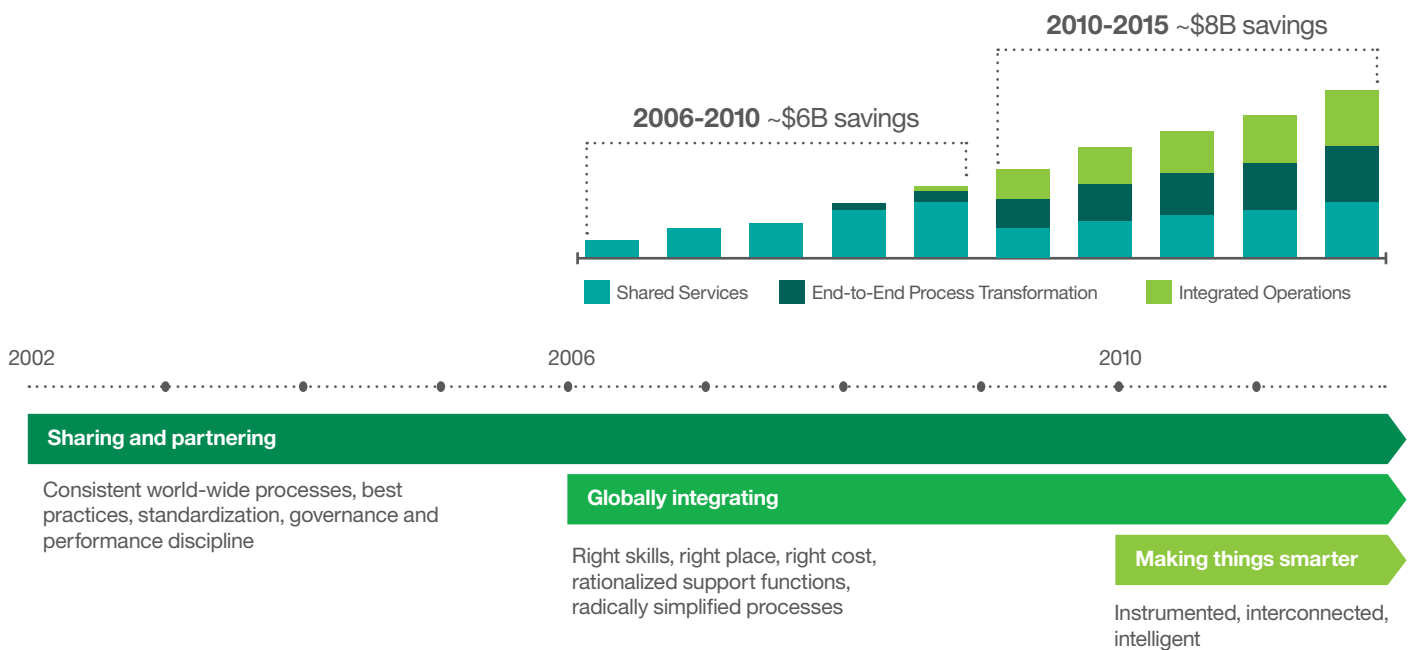 2010-2015 ~$8B savings
2006-2010 ~$6B savings
Shared Services
End-to-End Process Transformation
Integrated Operations
2002
2006
2010
Sharing and partnering
Consistent world-wide processes, best
practices, standardization, governance and
performance discipline
Globally integrating
Right skills, right place, right cost,
rationalized support functions,
radically simplified processes
Making things smarter
Instrumented, interconnected,
intelligent